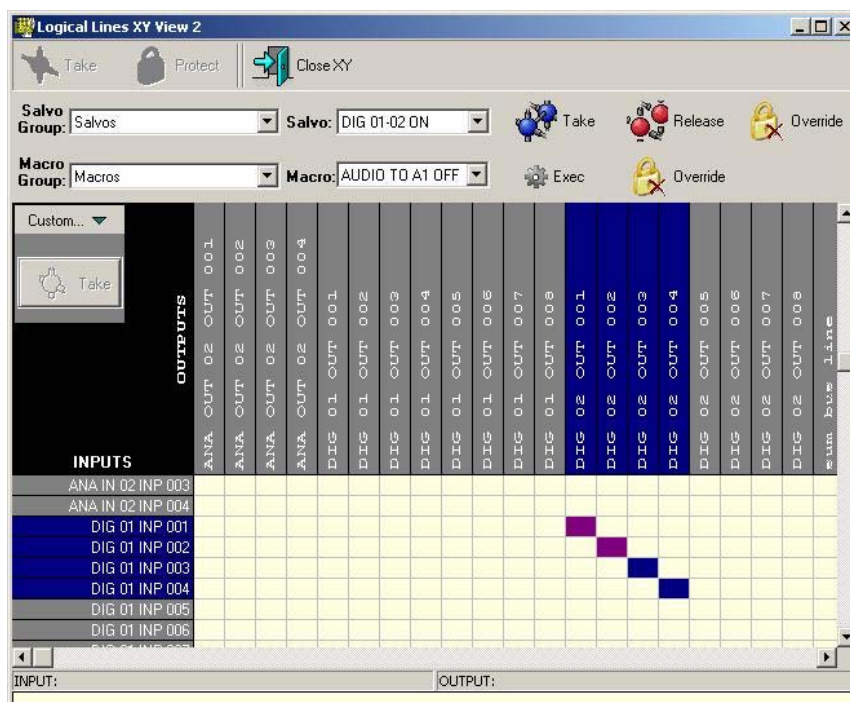 Logical Lines XY View 2
Take Protect Close XY
Salvo Group: Salvos Salvo: DIG 01-02 ON Take Release Override
Macro Group: Macros Macro: AUDIO TO A1 OFF Exec Override
Custom...
Take
OUTPUTS
INPUTS
ANA OUT 02 OUT 001
ANA OUT 02 OUT 002
ANA OUT 02 OUT 003
ANA OUT 02 OUT 004
DIG 01 OUT 001
DIG 01 OUT 002
DIG 01 OUT 003
DIG 01 OUT 004
DIG 01 OUT 005
DIG 01 OUT 006
DIG 01 OUT 007
DIG 01 OUT 008
DIG 02 OUT 001
DIG 02 OUT 002
DIG 02 OUT 003
DIG 02 OUT 004
DIG 02 OUT 005
DIG 02 OUT 006
DIG 02 OUT 007
DIG 02 OUT 008
sum bus line
ANA IN 02 INP 003
ANA IN 02 INP 004
DIG 01 INP 001
DIG 01 INP 002
DIG 01 INP 003
DIG 01 INP 004
DIG 01 INP 005
DIG 01 INP 006
INPUT: OUTPUT: